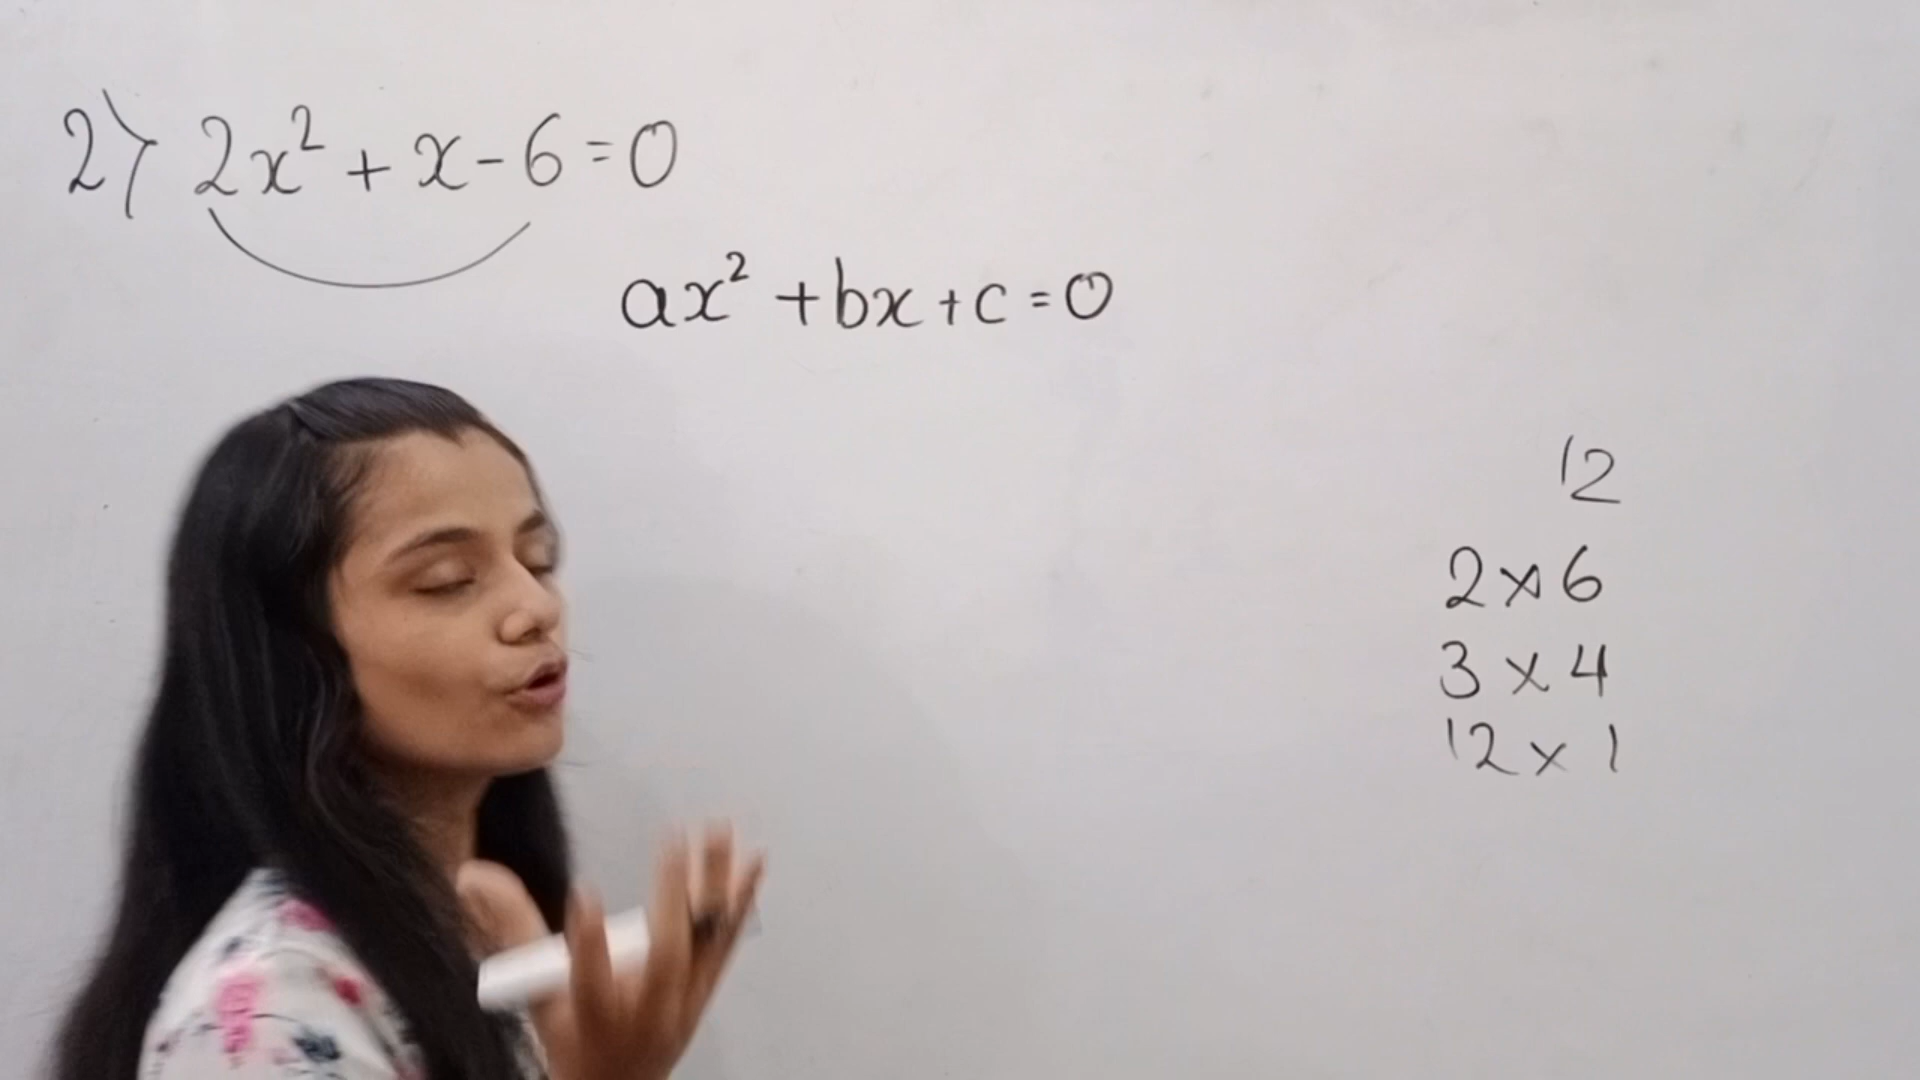 2) 2x² + x - 6 = 0
ax² + bx + c = 0
12
2 x 6
3 x 4
12 x 1